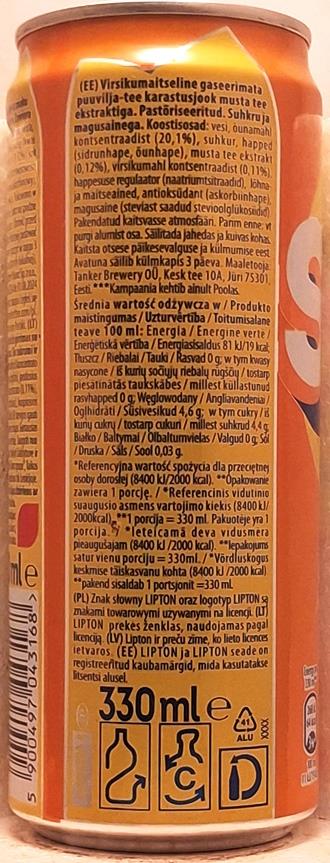 (EE) Virsikumaitseline gaseerimata
puuvilja-tee karastusjook musta tee
ekstraktiga. Pastöriseeritud. Suhkru ja
magusainega. Koostisosad: vesi, õunamahl
kontsentraadist (20,1%), suhkur, happed
(sidrunhape, õunhape), musta tee ekstrakt
(0,12%), virsikumahl kontsentraadist (0,11%),
happesuse regulaator (naatriumtsitraadid), lõhna-
ja maitseained, antioksüdant (askorbiinhape),
magusaine (steviast saadud stevioolglükosiidid)
Pakendatud kaitsvasse atmosfääri. Parim enne: vt
purgi alumist osa. Säilitada jahedas ja kuivas kohas.
Kaitsta otsese päikesevalguse ja külmumise eest.
Avatuna säilib külmkapis 3 päeva. Maaletooja:
Tanker Brewery OÜ, Kesk tee 10A, Jüri 75301,
Eesti. ***Kampaania kehtib ainult Poolas.
Średnia wartość odżywcza w / Produkto
maistingumas / Uzturvērtība / Toitumisalane
teave 100 ml: Energia / Energinė vertė /
Enerģētiskā vērtība / Energiasisaldus 81 kJ/19 kcal;
Tłuszcz / Riebalai / Tauki / Rasvad 0 g; w tym kwasy
nasycone / iš kurių sočiųjų riebalų rūgščių / tostarp
piesātinātās taukskābes / millest küllastunud
rasvhapped 0 g; Węglowodany / Angliavandeniai /
Ogļhidrāti / Süsivesikud 4,6 g; w tym cukry / iš
kurių cukrų / tostarp cukuri / millest suhkrud 4,4 g;
Białko / Baltymai / Olbaltumvielas / Valgud 0 g; Sól
/ Druska / Sāls / Sool 0,03 g.
*Referencyjna wartość spożycia dla przeciętnej
osoby dorosłej (8400 kJ/2000 kcal). **Opakowanie
zawiera 1 porcję. / *Referencinis vidutinio
suaugusio asmens vartojimo kiekis (8400 kJ/
2000kcal). **1 porcija = 330 ml. Pakuotėje yra 1
porcija. / *Ieteicamā deva vidusmēra
pieaugušajam (8400 kJ /2000 kcal). **Iepakojums
satur vienu porciju = 330ml. / *Võrdluskogus
keskmise täiskasvanu kohta (8400 kJ /2000 kcal)
**pakend sisaldab 1 portsjonit =330 ml
(PL) Znak słowny LIPTON oraz logotyp LIPTON są
znakami towarowymi używanymi na licencji. (LT)
LIPTON prekės ženklas, naudojamas pagal
licenciją. (LV) Lipton ir preču zīme, ko lieto licences
ietvaros. (EE) LIPTON ja LIPTON seade on
registreeritud kaubamärgid, mida kasutatakse
litsentsi alusel.
330 ml e
41
ALU
XXXX
C
D
ml e
5 900497 043168 >